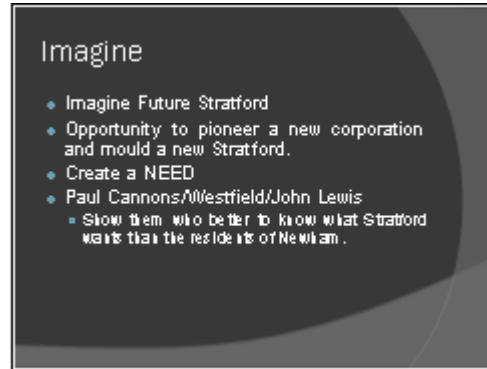 Imagine
Imagine Future Stratford
Opportunity to pioneer a new corporation
and mould a new Stratford.
Create a NEED
Paul Cannons/Westfield/John Lewis
Show them who better to know what Stratford
wants than the residents of Newham.